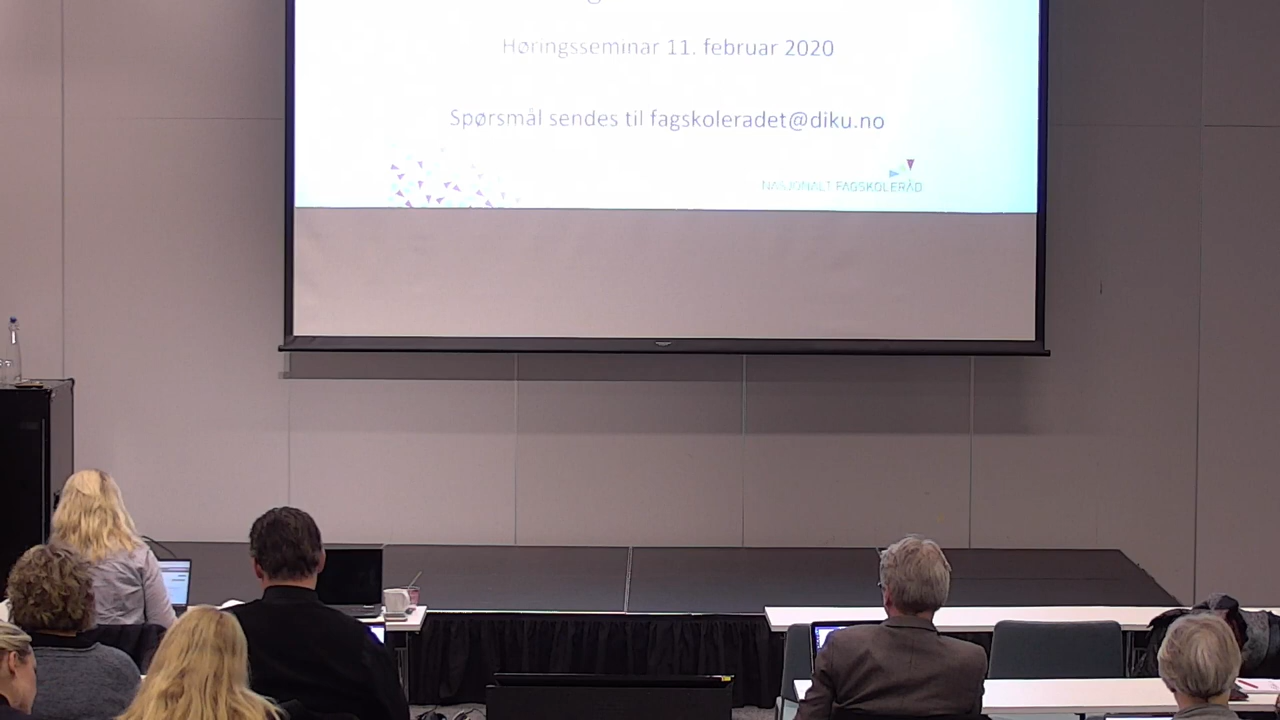 Høringsseminar 11. februar 2020
Spørsmål sendes til fagskoleradet@diku.no
NASJONALT FAGSKOLERÅD